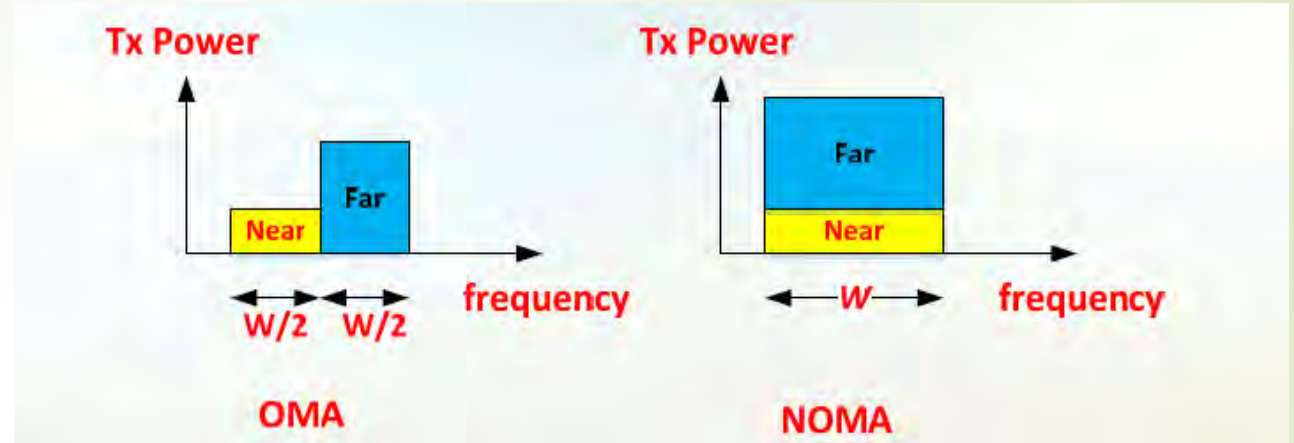 Tx Power
Near
Far
frequency
W/2 W/2
OMA
Tx Power
Far
Near
W
frequency
NOMA